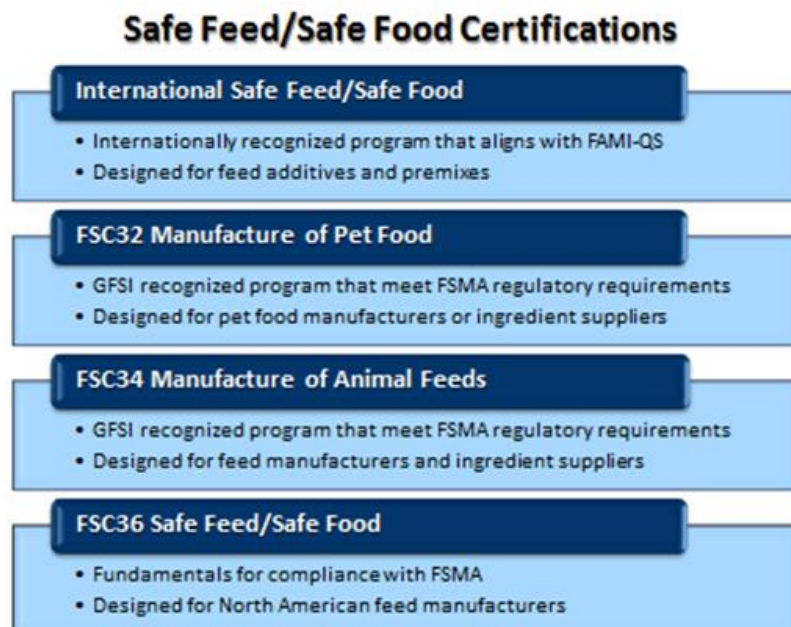 Safe Feed/Safe Food Certifications
International Safe Feed/Safe Food
• Internationally recognized program that aligns with FAMI-QS
• Designed for feed additives and premixes
FSC32 Manufacture of Pet Food
• GFSI recognized program that meet FSMA regulatory requirements
• Designed for pet food manufacturers or ingredient suppliers
FSC34 Manufacture of Animal Feeds
• GFSI recognized program that meet FSMA regulatory requirements
• Designed for feed manufacturers and ingredient suppliers
FSC36 Safe Feed/Safe Food
• Fundamentals for compliance with FSMA
• Designed for North American feed manufacturers